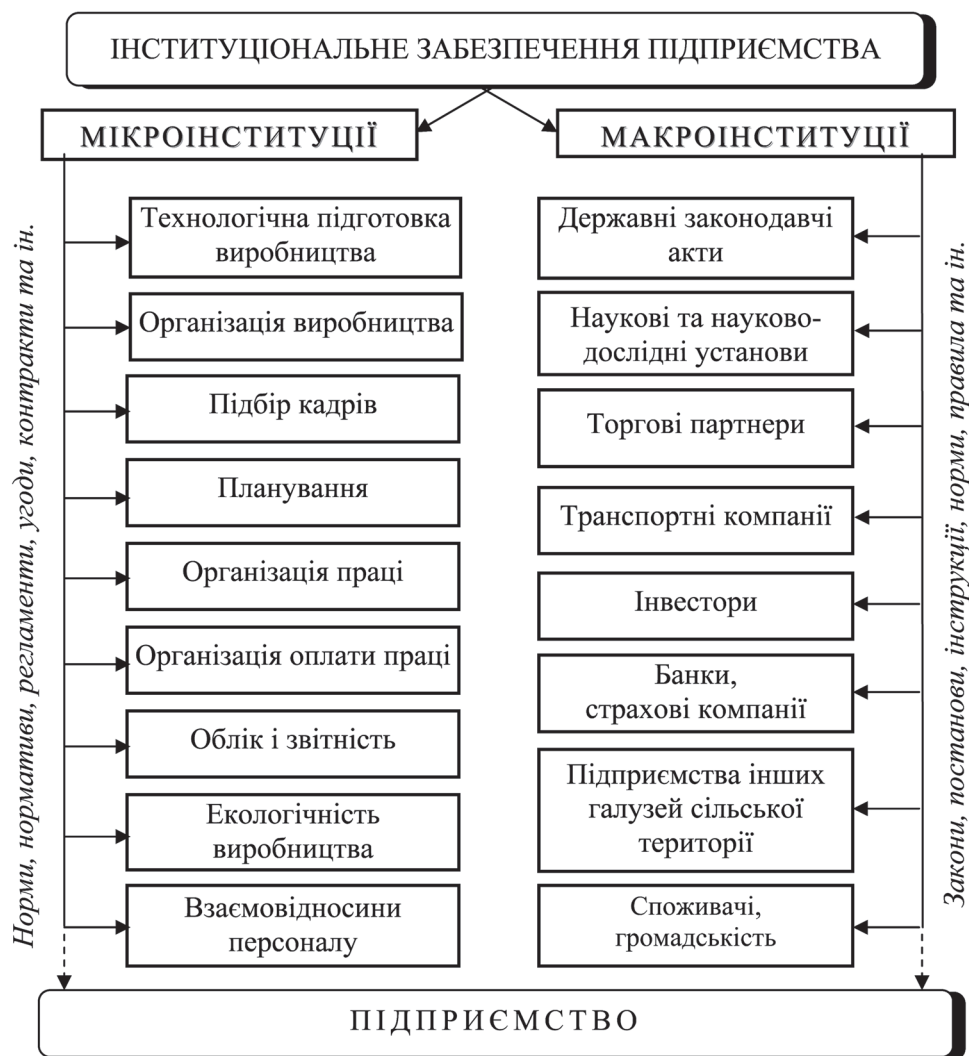 ІНСТИТУЦІОНАЛЬНЕ ЗАБЕЗПЕЧЕННЯ ПІДПРИЄМСТВА
МІКРОІНСТИТУЦІЇ
Норми, нормативи, регламенти, угоди, контракти та ін.
Технологічна підготовка
виробництва
Організація виробництва
Підбір кадрів
Планування
Організація праці
Організація оплати праці
Облік і звітність
Екологічність
виробництва
Взаємовідносини
персоналу
МАКРОІНСТИТУЦІЇ
Державні законодавчі
акти
Наукові та науково-
дослідні установи
Торгові партнери
Транспортні компанії
Інвестори
Банки,
страхові компанії
Підприємства інших
галузей сільської
території
Споживачі,
громадськість
Закони, постанови, інструкції, норми, правила та ін.
ПІДПРИЄМСТВО